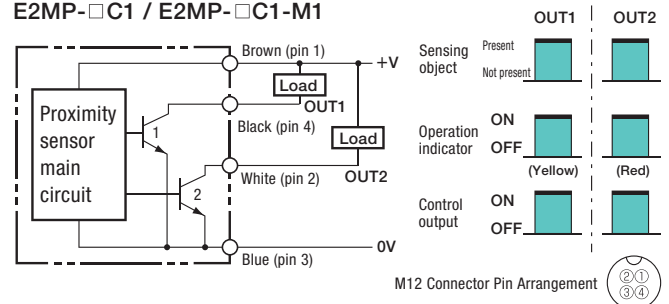 E2MP-□C1 / E2MP-□C1-M1
Brown (pin 1)
+V
Load
OUT1
Black (pin 4)
Load
OUT2
White (pin 2)
Proximity
sensor
main
circuit
1
2
0V
Blue (pin 3)
OUT1
OUT2
Sensing
object
Present
Not present
Operation
indicator
ON
OFF
(Yellow)
(Red)
Control
output
ON
OFF
M12 Connector Pin Arrangement
②①
③④